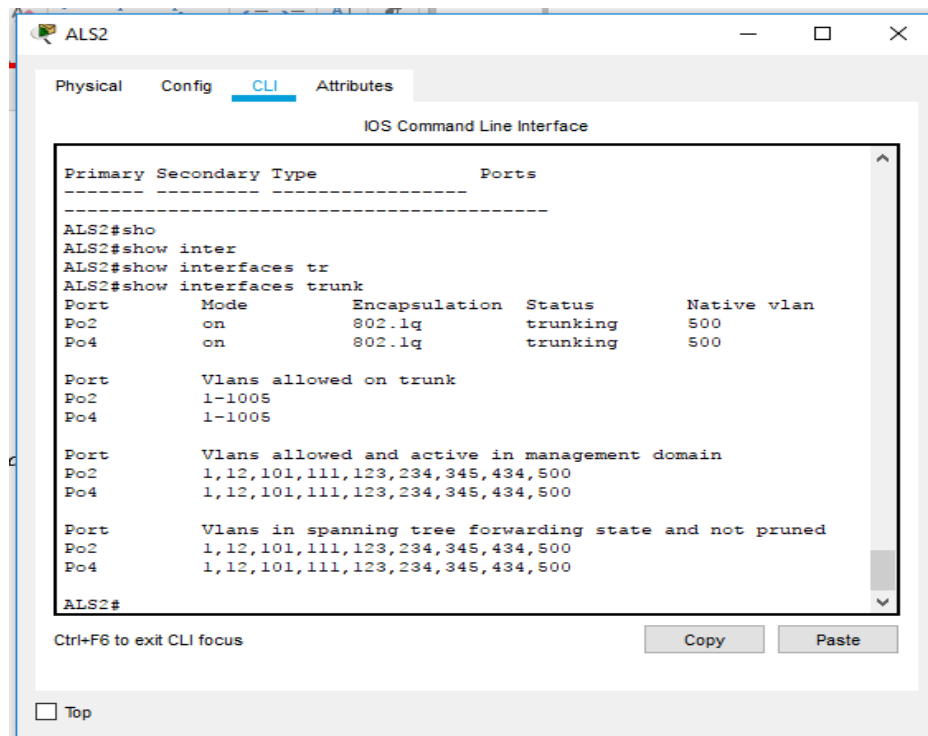 ALS2
Physical Config CLI Attributes
IOS Command Line Interface
Primary Secondary Type Ports
------- --------- -----------------
------------------------------------------
ALS2#sho
ALS2#show inter
ALS2#show interfaces tr
ALS2#show interfaces trunk
Port Mode Encapsulation Status Native vlan
Po2 on 802.1q trunking 500
Po4 on 802.1q trunking 500
Port Vlans allowed on trunk
Po2 1-1005
Po4 1-1005
Port Vlans allowed and active in management domain
Po2 1,12,101,111,123,234,345,434,500
Po4 1,12,101,111,123,234,345,434,500
Port Vlans in spanning tree forwarding state and not pruned
Po2 1,12,101,111,123,234,345,434,500
Po4 1,12,101,111,123,234,345,434,500
ALS2#
Ctrl+F6 to exit CLI focus Copy Paste
Top